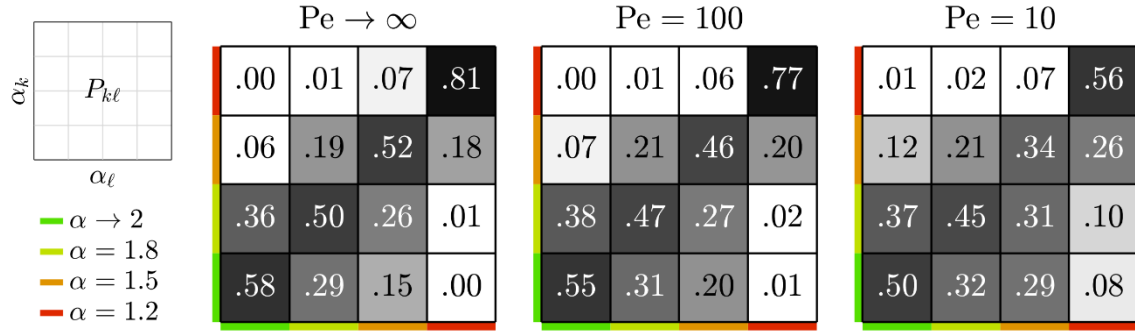 Pe → ∞ Pe = 100 Pe = 10
α_k P_{kℓ} .00 .01 .07 .81 .00 .01 .06 .77 .01 .02 .07 .56
.06 .19 .52 .18 .07 .21 .46 .20 .12 .21 .34 .26
α_ℓ
α → 2 .36 .50 .26 .01 .38 .47 .27 .02 .37 .45 .31 .10
α = 1.8
α = 1.5 .58 .29 .15 .00 .55 .31 .20 .01 .50 .32 .29 .08
α = 1.2